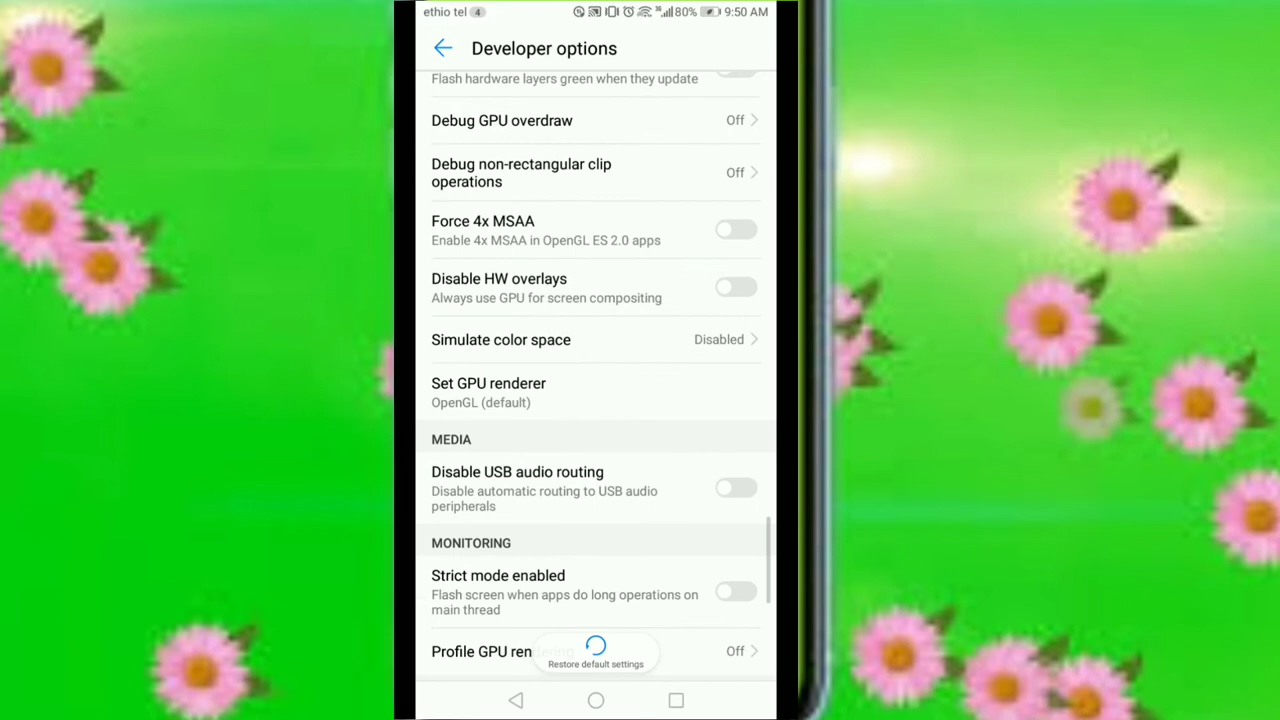 ethio tel 4 80% 9:50 AM
Developer options
Flash hardware layers green when they update
Debug GPU overdraw Off
Debug non-rectangular clip
operations Off
Force 4x MSAA
Enable 4x MSAA in OpenGL ES 2.0 apps
Disable HW overlays
Always use GPU for screen compositing
Simulate color space Disabled
Set GPU renderer
OpenGL (default)
MEDIA
Disable USB audio routing
Disable automatic routing to USB audio
peripherals
MONITORING
Strict mode enabled
Flash screen when apps do long operations on
main thread
Profile GPU rendering Off
Restore default settings